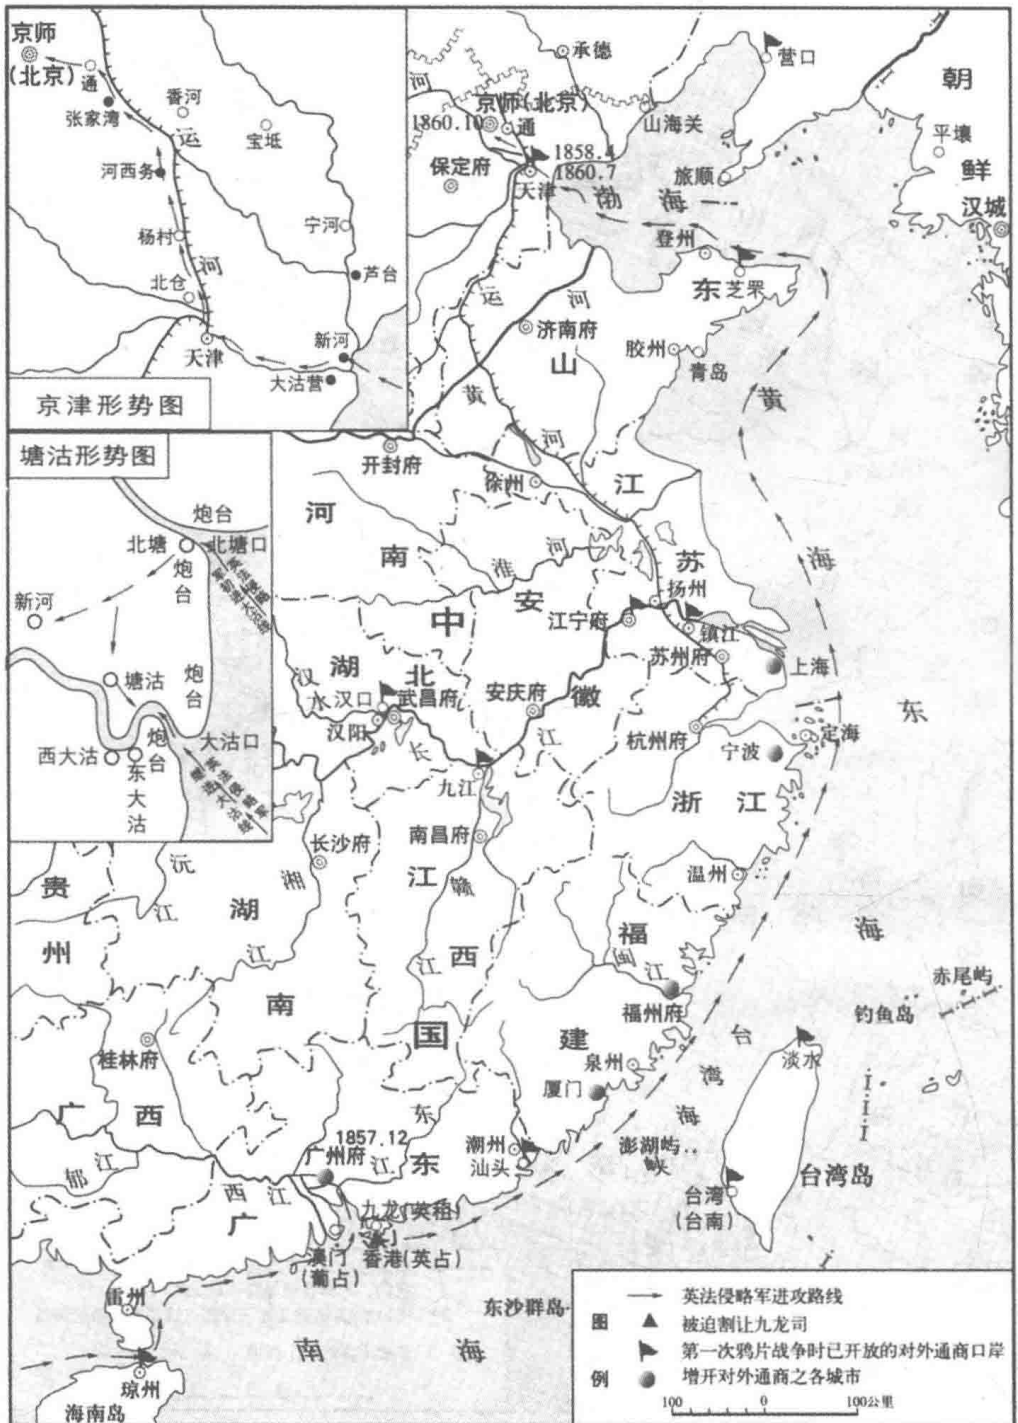 京师
(北京)
通
张家湾
香河
运
宝坻
河西务
宁河
杨村
河
北仓
芦台
天津
新河
大沽营
京津形势图
塘沽形势图
炮台
北塘
北塘口
炮台
新河
炮台
塘沽
炮台
大沽口
西大沽
东大沽
承德
营口
朝
河
京师(北京)
1860.10
通
山海关
平壤
1858.4
1860.7
保定府
天津
旅顺
鲜
渤
海
汉城
登州
东
芝罘
运
河
济南府
胶州
青岛
山
黄
黄
河
开封府
徐州
江
河
南
淮
河
苏
海
扬州
安
中
江宁府
镇江
湖
北
苏州府
上海
汉
水
汉口
武昌府
安庆府
徽
东
汉阳
长
江
杭州府
定海
宁波
九江
浙
江
南昌府
长沙府
沅
湘
江
赣
温州
贵
江
湖
海
州
江
江
西
福
闽
江
赤尾屿
南
福州府
钓鱼岛
国
建
台
桂林府
泉州
淡水
湾
厦门
广
西
东
海
1857.12
潮州
澎湖屿
峡
广州府
江
东
汕头
台湾岛
郁
江
西
江
台湾
(台南)
广
九龙(英租)
澳门
(葡占)
香港(英占)
雷州
东沙群岛
南
海
琼州
海南岛
图
例
英法侵略军进攻路线
被迫割让九龙司
第一次鸦片战争时已开放的对外通商口岸
增开对外通商之各城市
100 0 100公里